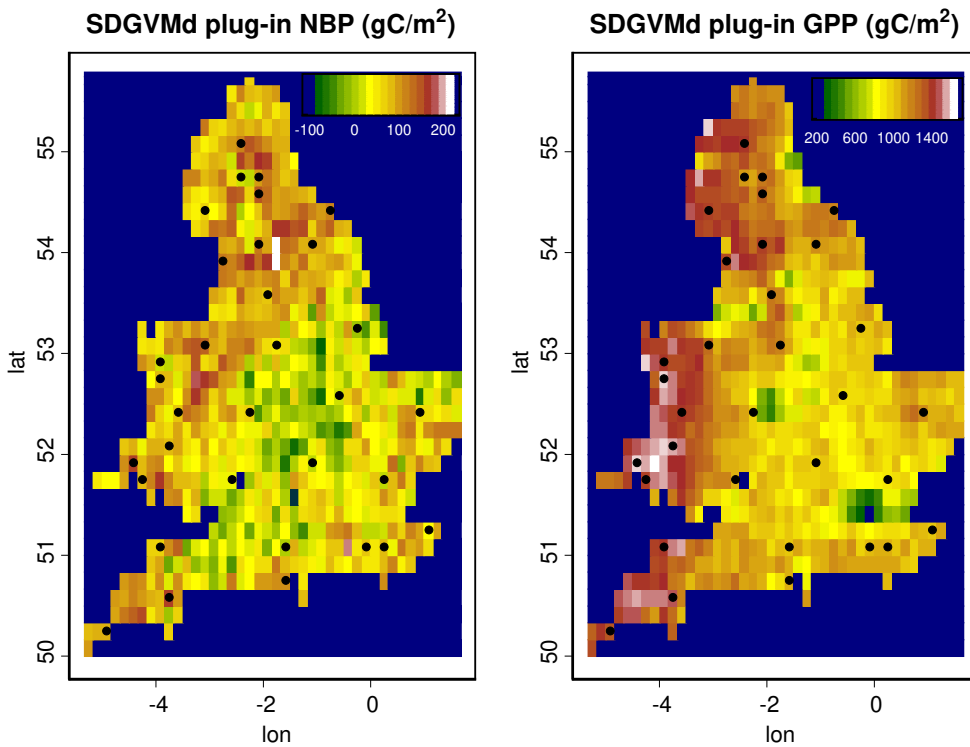 SDGVMd plug-in NBP (gC/m²)
-100 0 100 200
55
54
53
52
51
50
lat
-4 -2 0
lon
SDGVMd plug-in GPP (gC/m²)
200 600 1000 1400
55
54
53
52
51
50
lat
-4 -2 0
lon